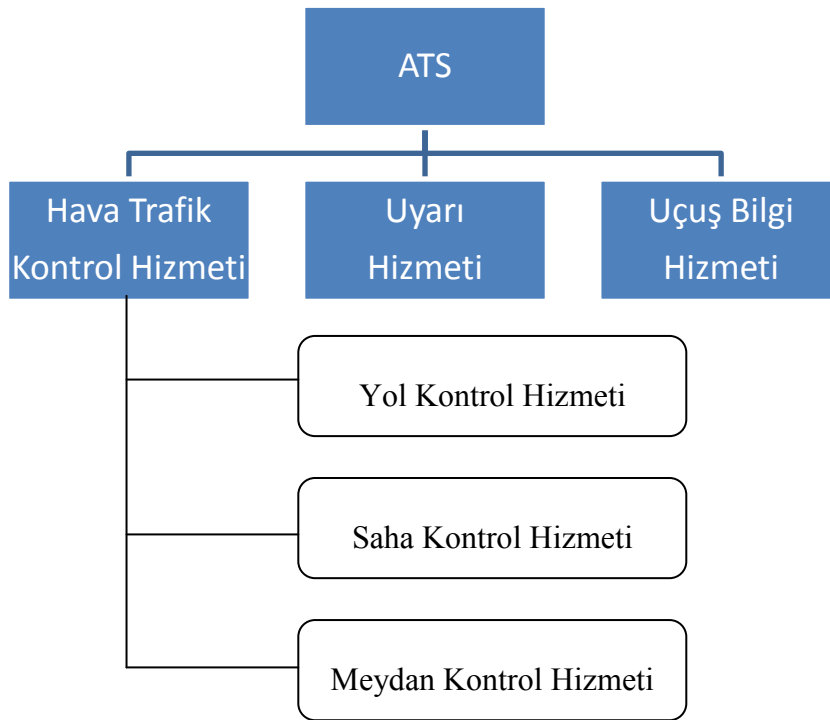 ATS
Hava Trafik
Kontrol Hizmeti
Uyarı
Hizmeti
Uçuş Bilgi
Hizmeti
Yol Kontrol Hizmeti
Saha Kontrol Hizmeti
Meydan Kontrol Hizmeti